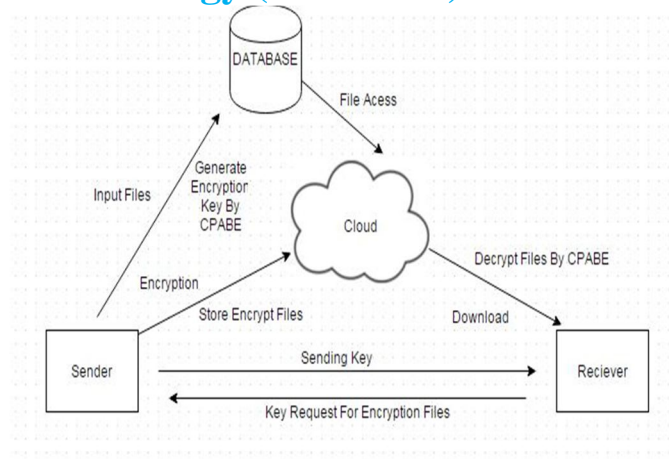 DATABASE
File Acess
Input Files
Generate
Encryption
Key By
CPABE
Cloud
Decrypt Files By CPABE
Encryption
Store Encrypt Files
Download
Sender
Sending Key
Reciever
Key Request For Encryption Files